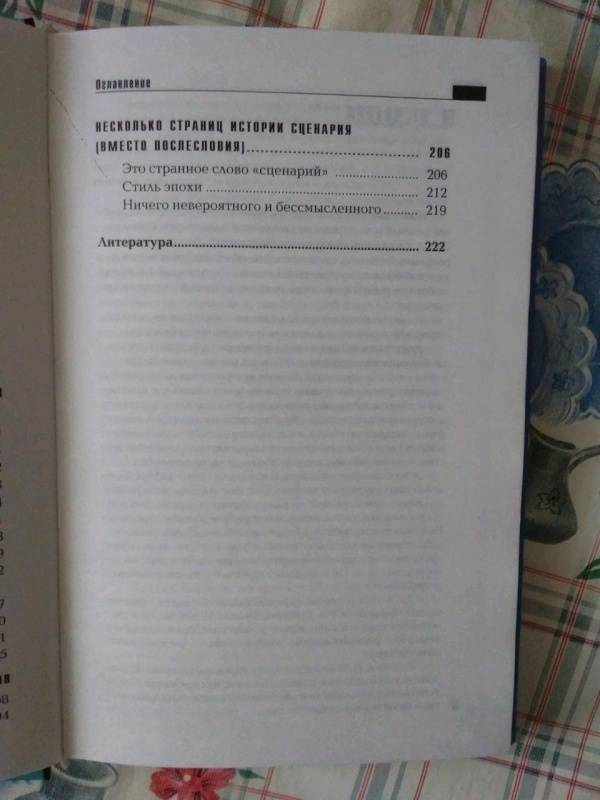 Оглавление
НЕСКОЛЬКО СТРАНИЦ ИСТОРИИ СЦЕНАРИЯ
(ВМЕСТО ПОСЛЕСЛОВИЯ)........................................ 206
Это странное слово «сценарий» .................. 206
Стиль эпохи............................................. 212
Ничего невероятного и бессмысленного.......... 219
Литература........................................................ 222